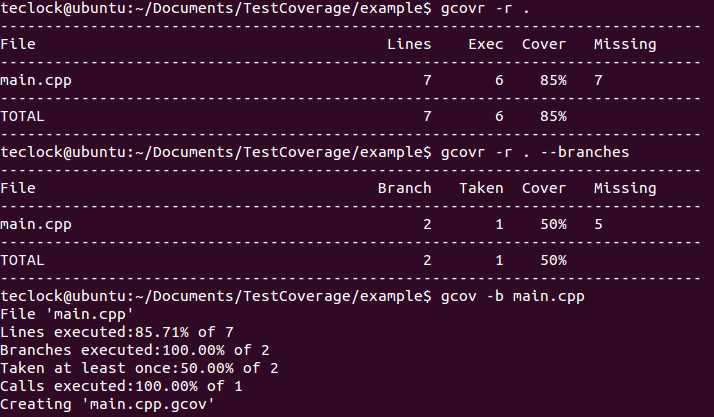 teclock@ubuntu:~/Documents/TestCoverage/example$ gcovr -r .
------------------------------------------------------------------------------
File                                       Lines    Exec  Cover   Missing
------------------------------------------------------------------------------
main.cpp                                       7       6    85%   7
------------------------------------------------------------------------------
TOTAL                                          7       6    85%
------------------------------------------------------------------------------
teclock@ubuntu:~/Documents/TestCoverage/example$ gcovr -r . --branches
------------------------------------------------------------------------------
File                                      Branch   Taken  Cover   Missing
------------------------------------------------------------------------------
main.cpp                                       2       1    50%   5
------------------------------------------------------------------------------
TOTAL                                          2       1    50%
------------------------------------------------------------------------------
teclock@ubuntu:~/Documents/TestCoverage/example$ gcov -b main.cpp
File 'main.cpp'
Lines executed:85.71% of 7
Branches executed:100.00% of 2
Taken at least once:50.00% of 2
Calls executed:100.00% of 1
Creating 'main.cpp.gcov'